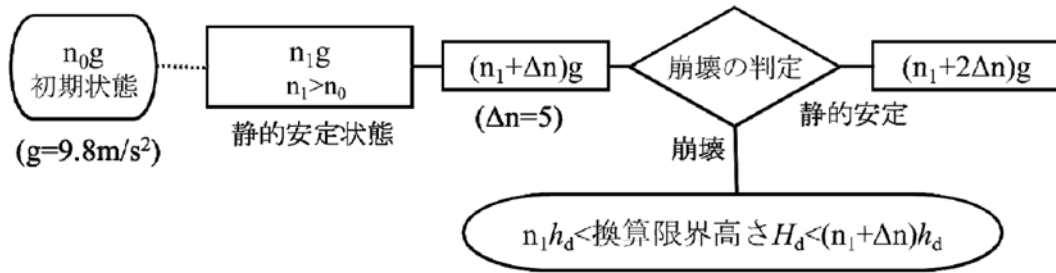 n₀g
初期状態
(g=9.8m/s²)
n₁g
n₁>n₀
静的安定状態
(n₁+Δn)g
(Δn=5)
崩壊の判定
静的安定
(n₁+2Δn)g
崩壊
n₁h_d<換算限界高さH_d<(n₁+Δn)h_d